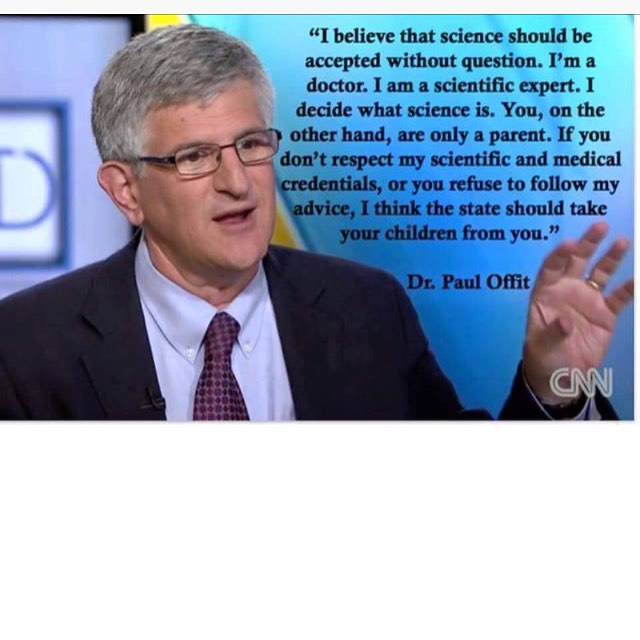 “I believe that science should be
accepted without question. I’m a
doctor. I am a scientific expert. I
decide what science is. You, on the
other hand, are only a parent. If you
don’t respect my scientific and medical
credentials, or you refuse to follow my
advice, I think the state should take
your children from you.”
Dr. Paul Offit
D
CNN